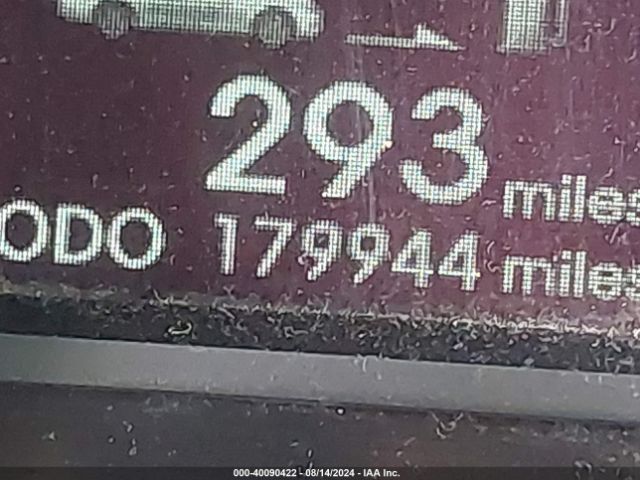 293 miles
ODO 179944 miles
000-40090422 - 08/14/2024 - IAA Inc.